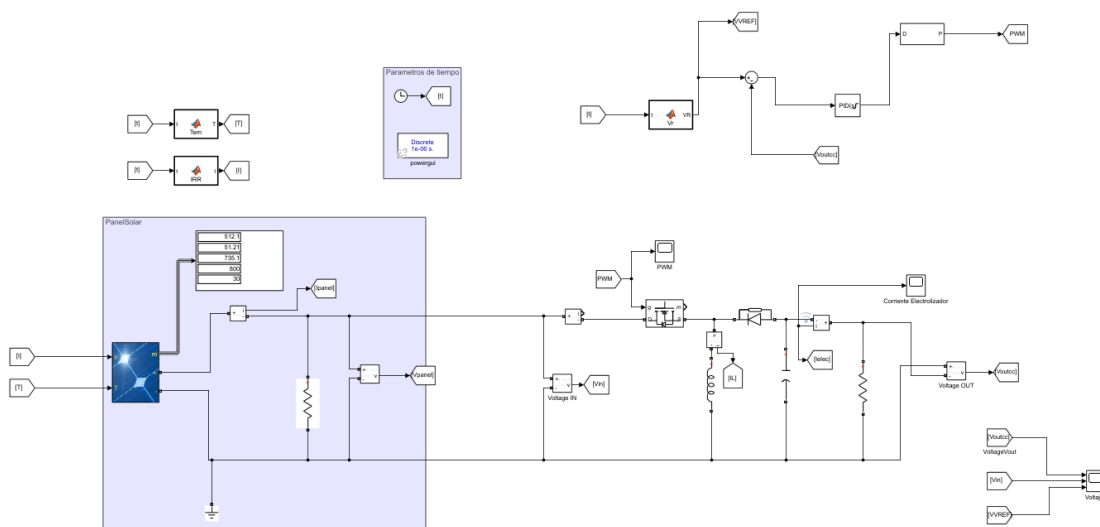 [VVREF]
D
P
PWM
Parametros de tiempo
[t]
Discrete
1e-06 s.
powergui
[t]
t
VR
Vr
PID(
[Voutcc]
[t]
t
T
[T]
Tem
[t]
t
I
[I]
IRR
PanelSolar
512.1
51.21
735.1
800
30
[Ipanel]
[I]
[T]
m
T
+
-
i
[Vpanel]
v
Voltage IN
[Vin]
PWM
PWM
g
m
D
S
[IL]
Corriente Electrolizador
[Ielec]
Voltage OUT
[Voutcc]
[Voutcc]
VoltageVout
[Vin]
[VVREF]
Voltaj